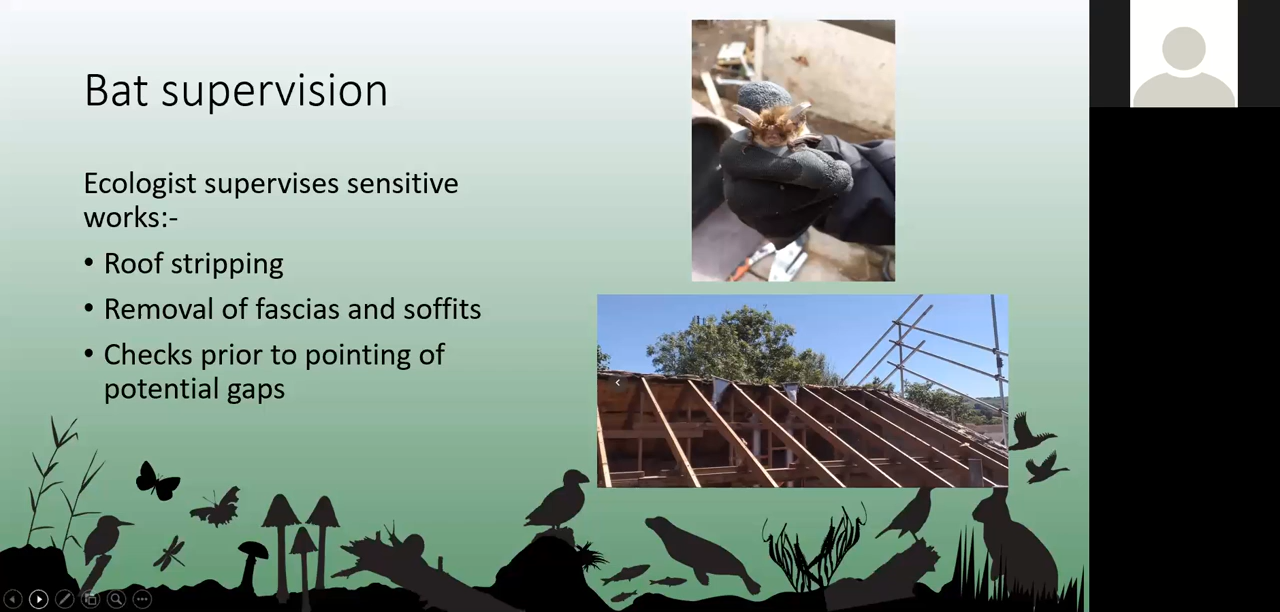 Bat supervision
Ecologist supervises sensitive
works:-
• Roof stripping
• Removal of fascias and soffits
• Checks prior to pointing of
potential gaps